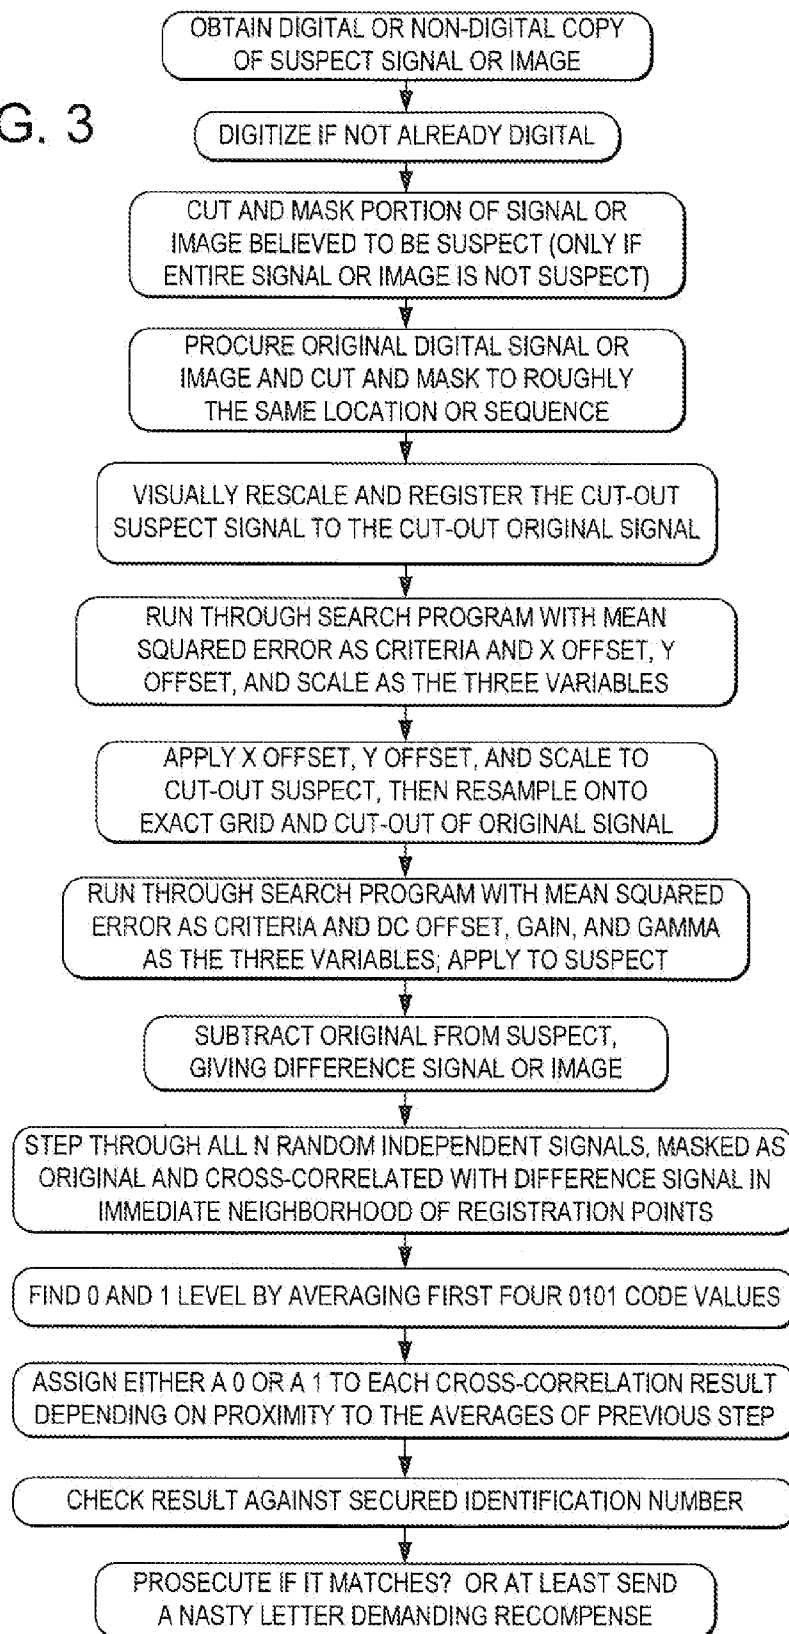 OBTAIN DIGITAL OR NON-DIGITAL COPY
OF SUSPECT SIGNAL OR IMAGE
G. 3
DIGITIZE IF NOT ALREADY DIGITAL
CUT AND MASK PORTION OF SIGNAL OR
IMAGE BELIEVED TO BE SUSPECT (ONLY IF
ENTIRE SIGNAL OR IMAGE IS NOT SUSPECT)
PROCURE ORIGINAL DIGITAL SIGNAL OR
IMAGE AND CUT AND MASK TO ROUGHLY
THE SAME LOCATION OR SEQUENCE
VISUALLY RESCALE AND REGISTER THE CUT-OUT
SUSPECT SIGNAL TO THE CUT-OUT ORIGINAL SIGNAL
RUN THROUGH SEARCH PROGRAM WITH MEAN
SQUARED ERROR AS CRITERIA AND X OFFSET, Y
OFFSET, AND SCALE AS THE THREE VARIABLES
APPLY X OFFSET, Y OFFSET, AND SCALE TO
CUT-OUT SUSPECT, THEN RESAMPLE ONTO
EXACT GRID AND CUT-OUT OF ORIGINAL SIGNAL
RUN THROUGH SEARCH PROGRAM WITH MEAN SQUARED
ERROR AS CRITERIA AND DC OFFSET, GAIN, AND GAMMA
AS THE THREE VARIABLES; APPLY TO SUSPECT
SUBTRACT ORIGINAL FROM SUSPECT,
GIVING DIFFERENCE SIGNAL OR IMAGE
STEP THROUGH ALL N RANDOM INDEPENDENT SIGNALS, MASKED AS
ORIGINAL AND CROSS-CORRELATED WITH DIFFERENCE SIGNAL IN
IMMEDIATE NEIGHBORHOOD OF REGISTRATION POINTS
FIND 0 AND 1 LEVEL BY AVERAGING FIRST FOUR 0101 CODE VALUES
ASSIGN EITHER A 0 OR A 1 TO EACH CROSS-CORRELATION RESULT
DEPENDING ON PROXIMITY TO THE AVERAGES OF PREVIOUS STEP
CHECK RESULT AGAINST SECURED IDENTIFICATION NUMBER
PROSECUTE IF IT MATCHES? OR AT LEAST SEND
A NASTY LETTER DEMANDING RECOMPENSE